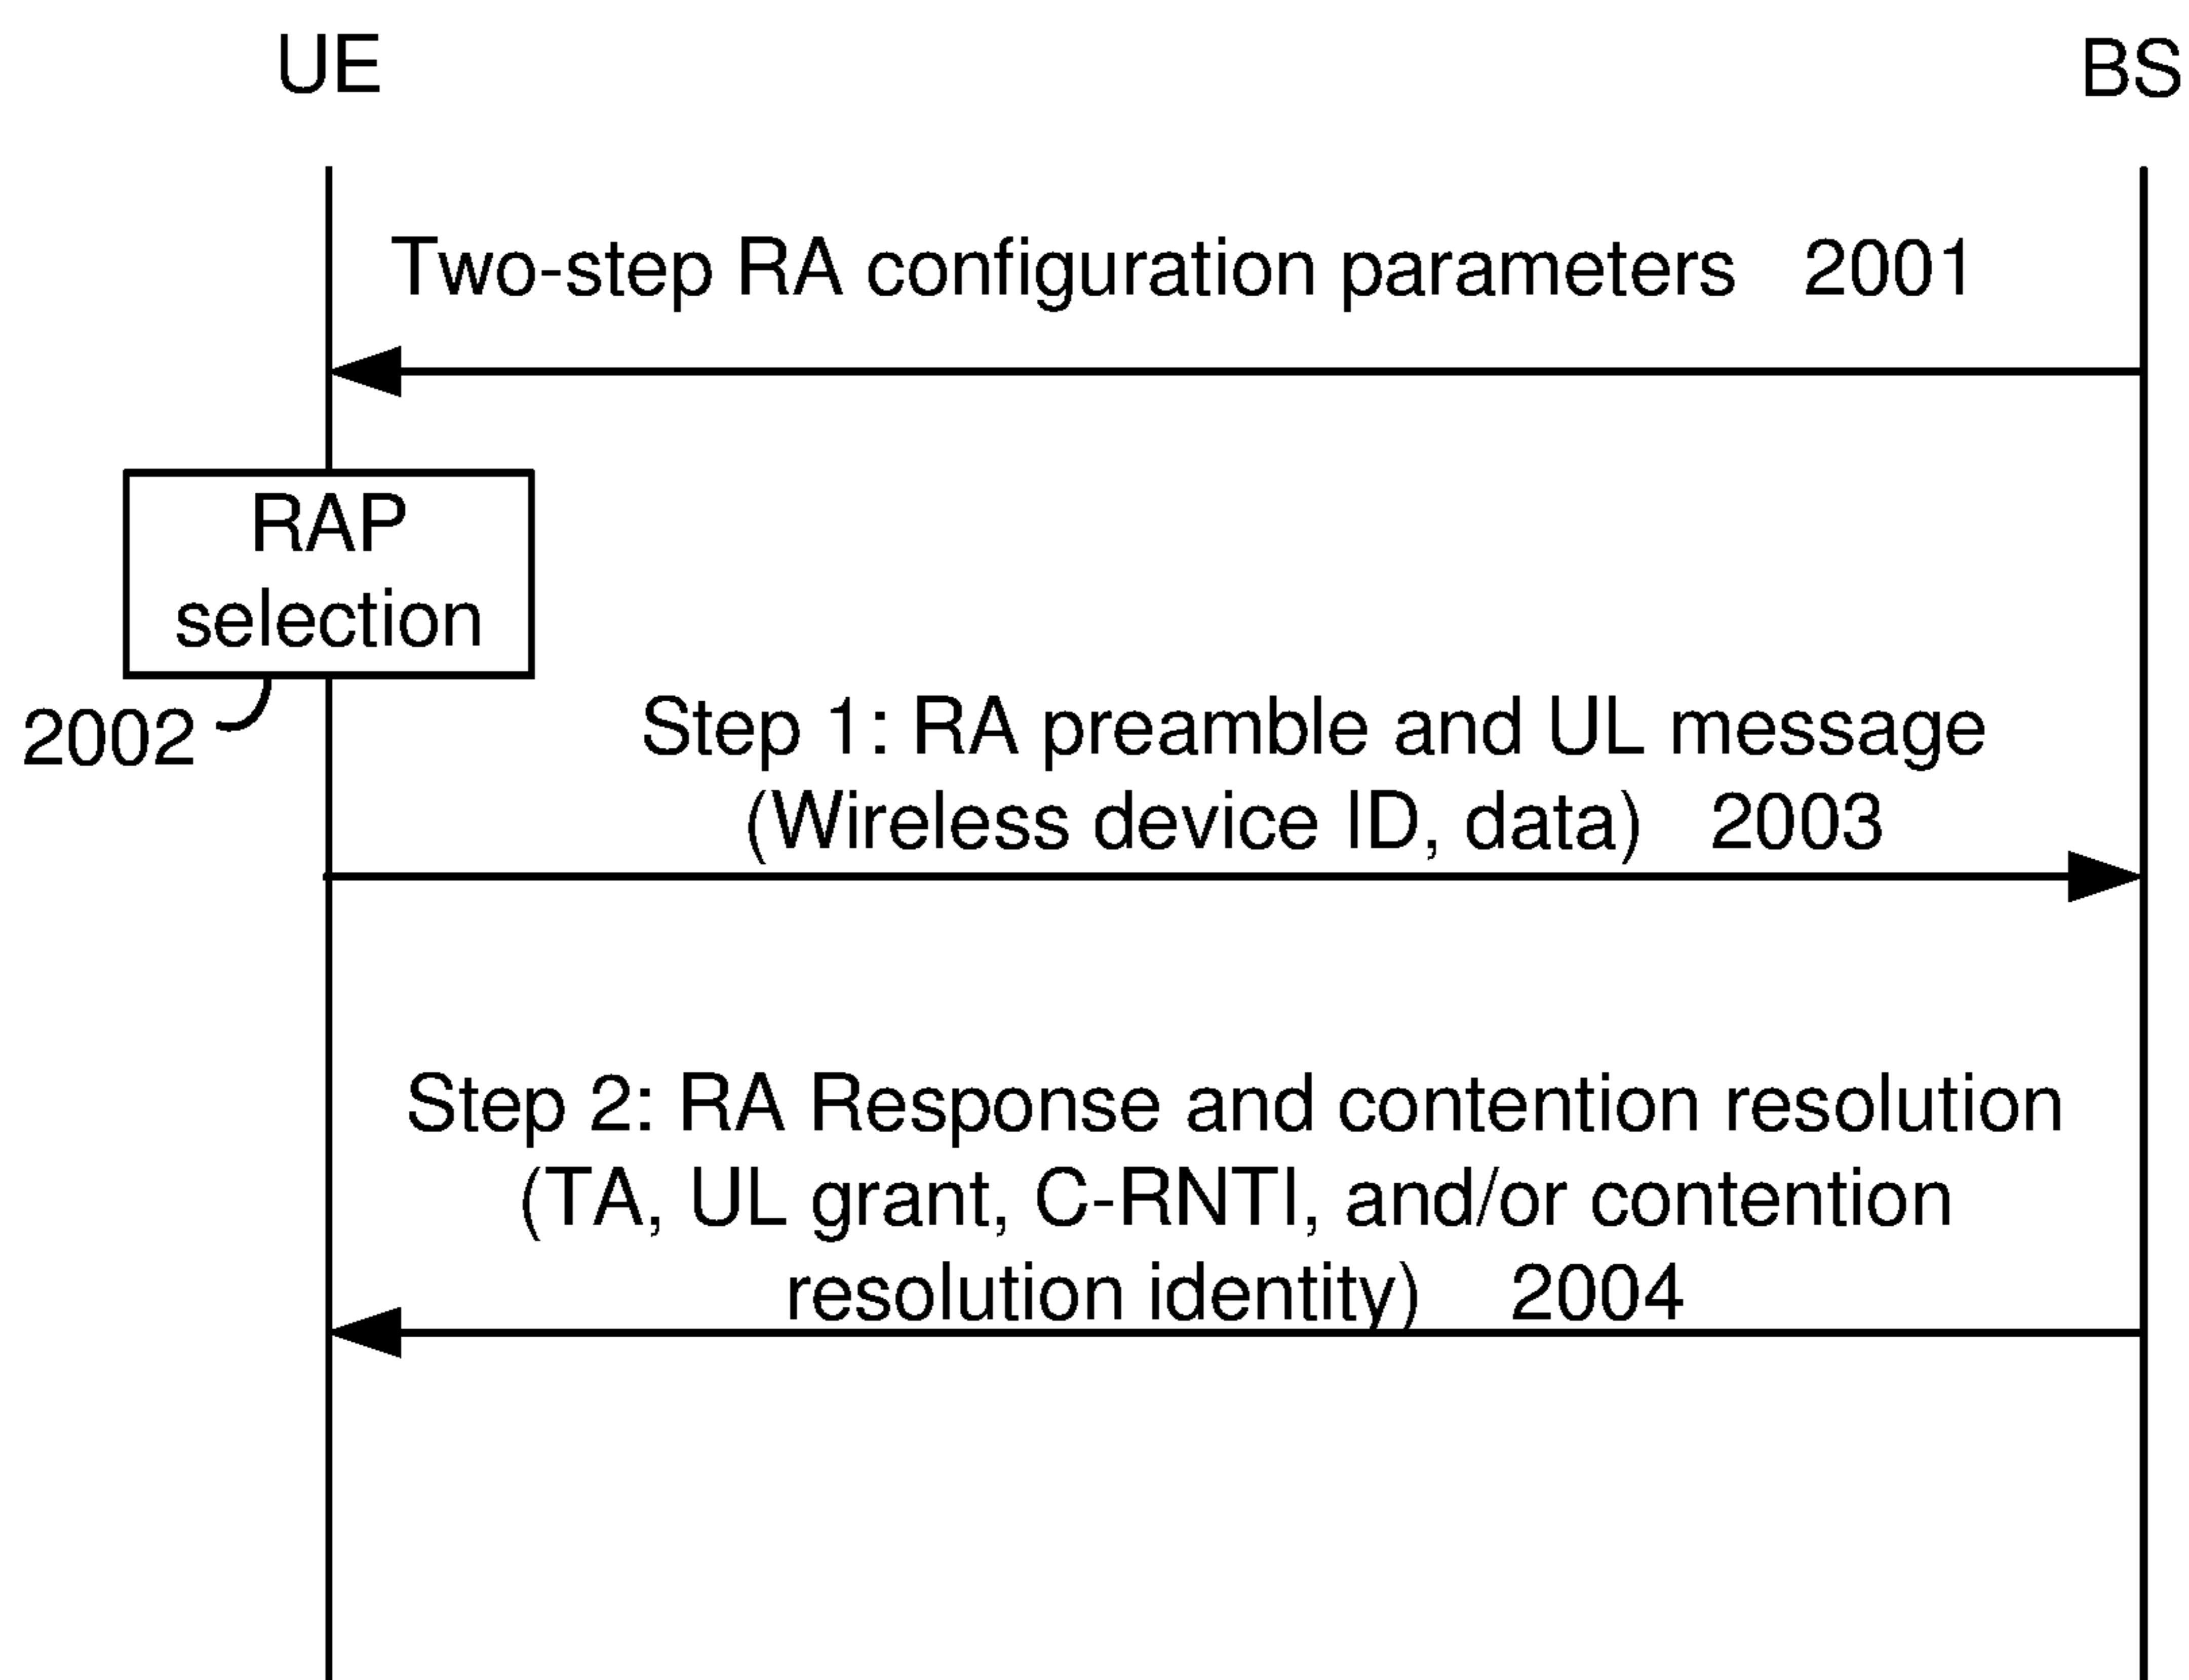 UE
BS
Two-step RA configuration parameters 2001
RAP
selection
2002
Step 1: RA preamble and UL message
(Wireless device ID, data) 2003
Step 2: RA Response and contention resolution
(TA, UL grant, C-RNTI, and/or contention
resolution identity) 2004